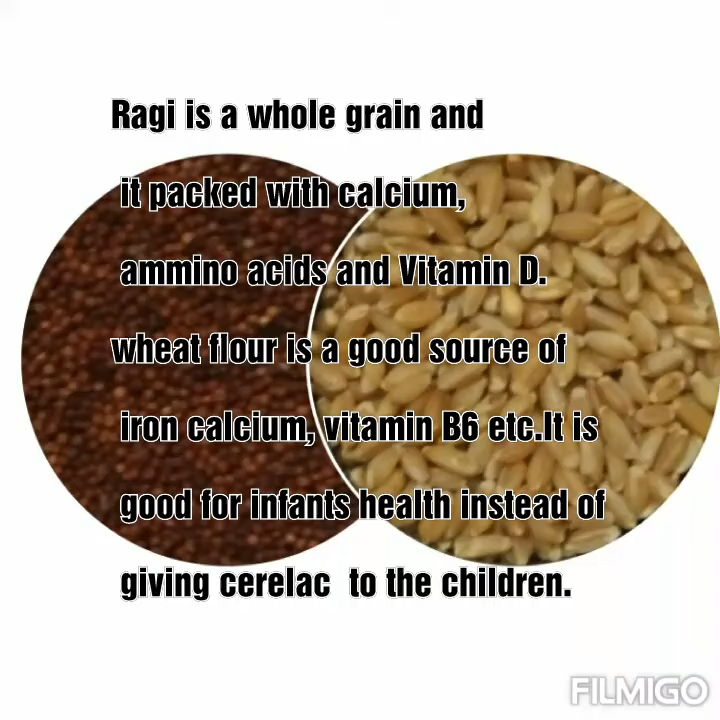 Ragi is a whole grain and
it packed with calcium,
ammino acids and Vitamin D.
wheat flour is a good source of
iron calcium, vitamin B6 etc.It is
good for infants health instead of
giving cerelac  to the children.
FILMIGO